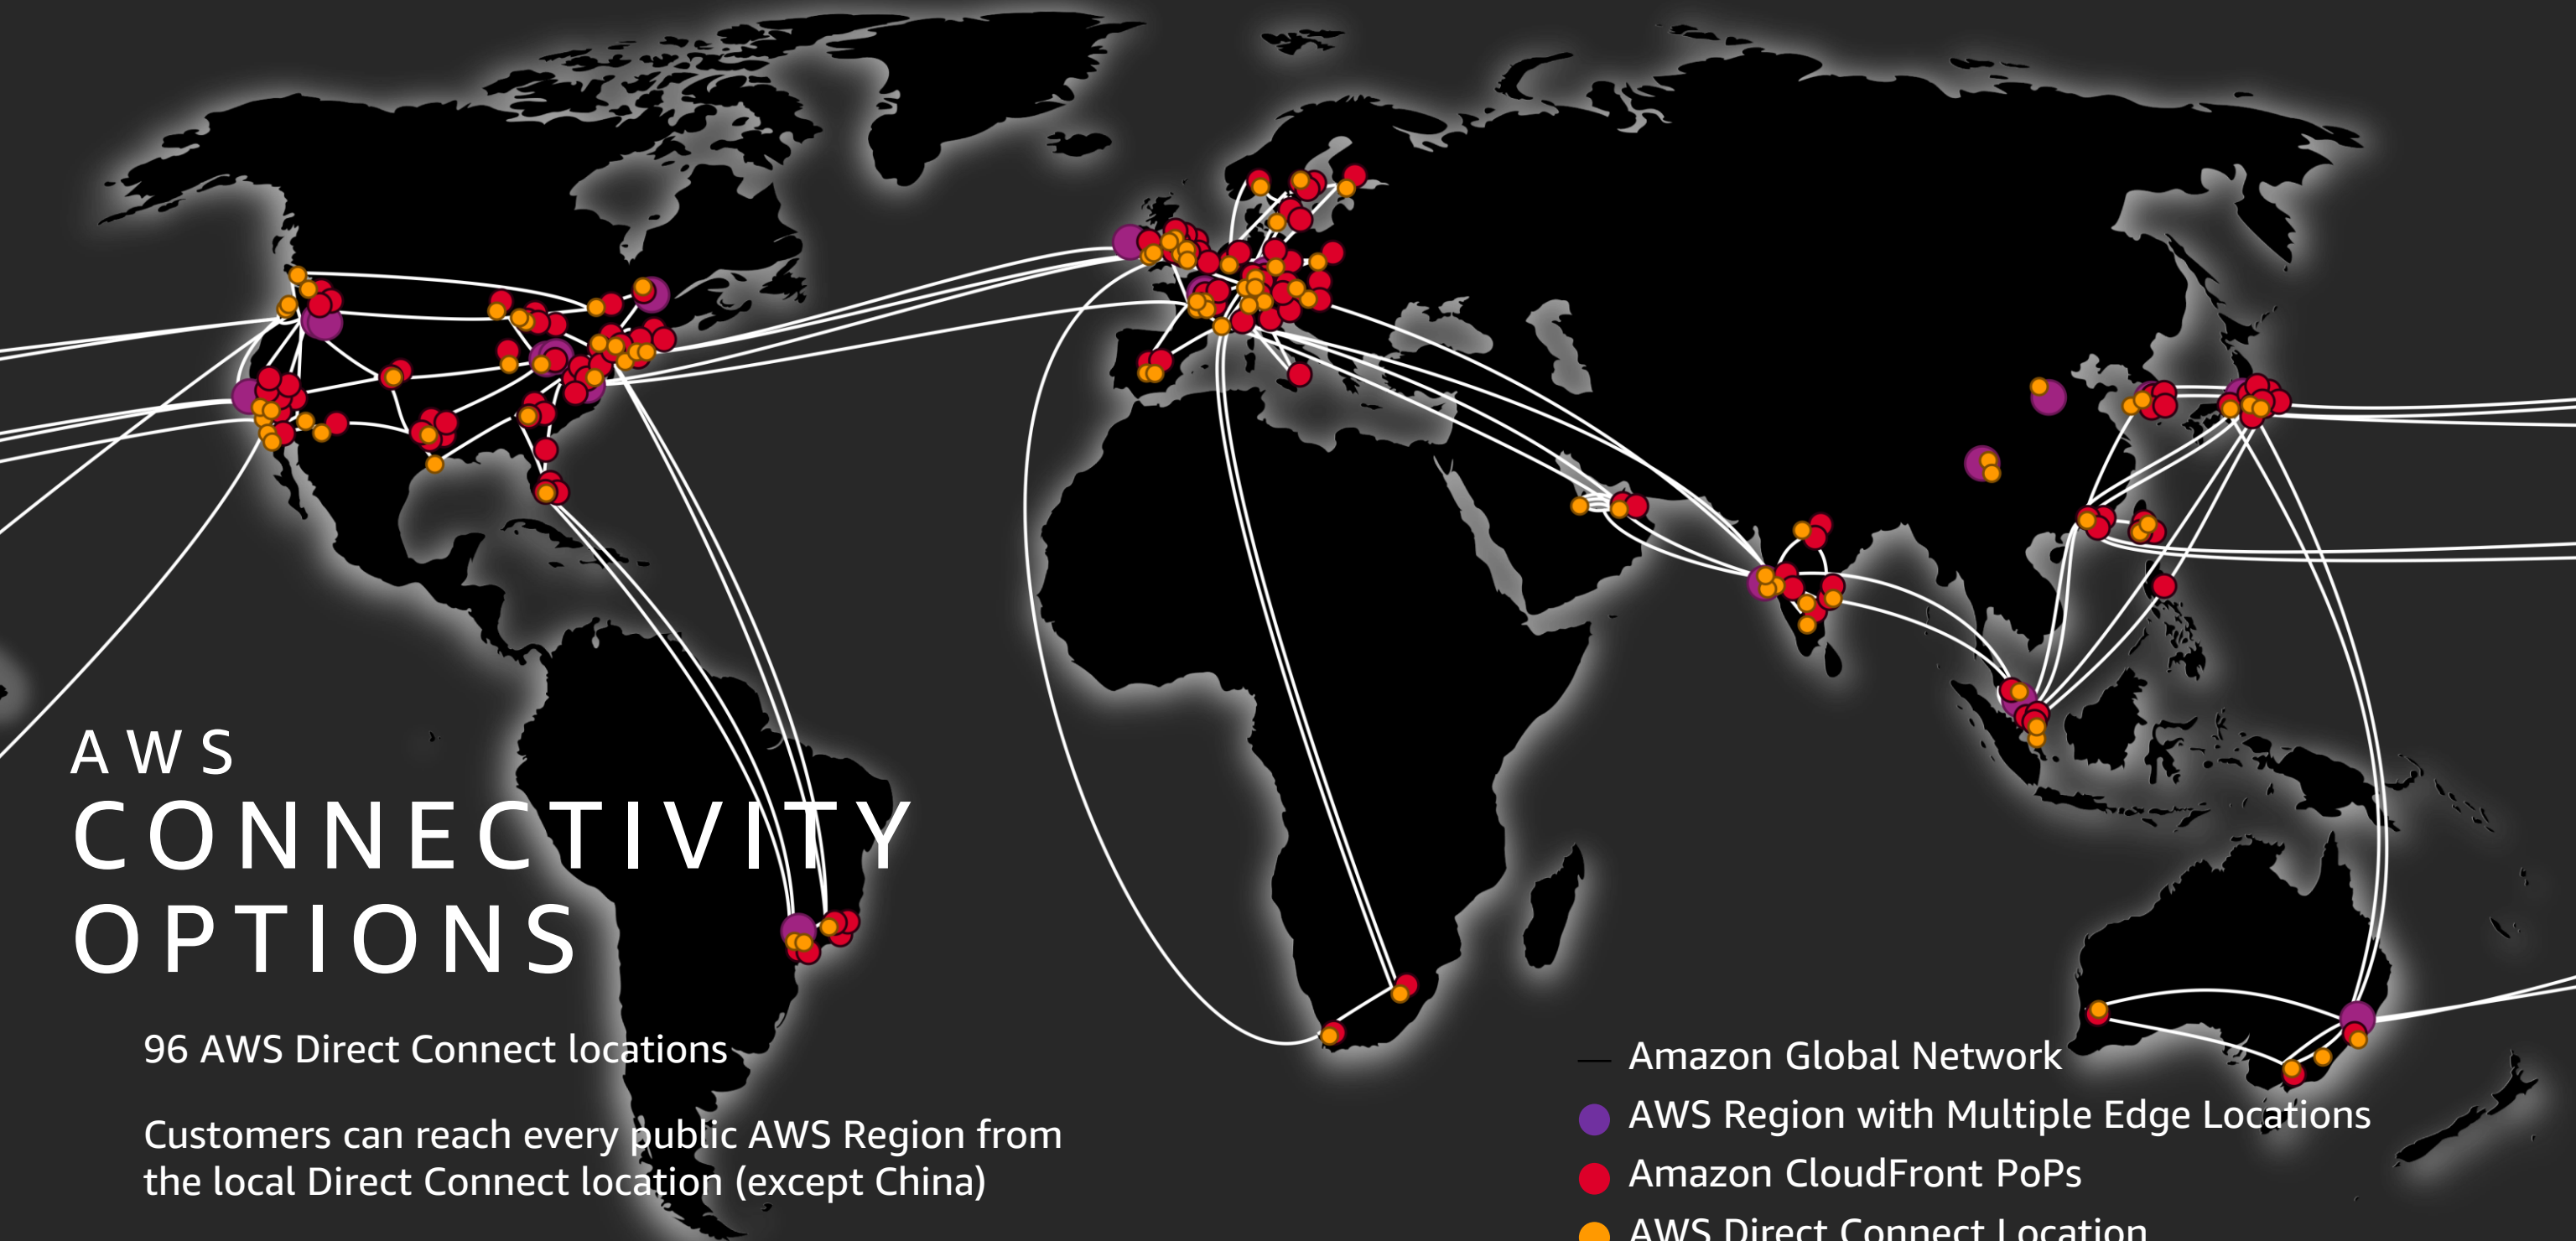 AWS
CONNECTIVITY
OPTIONS
96 AWS Direct Connect locations
Customers can reach every public AWS Region from
the local Direct Connect location (except China)
Amazon Global Network
AWS Region with Multiple Edge Locations
Amazon CloudFront PoPs
AWS Direct Connect Location